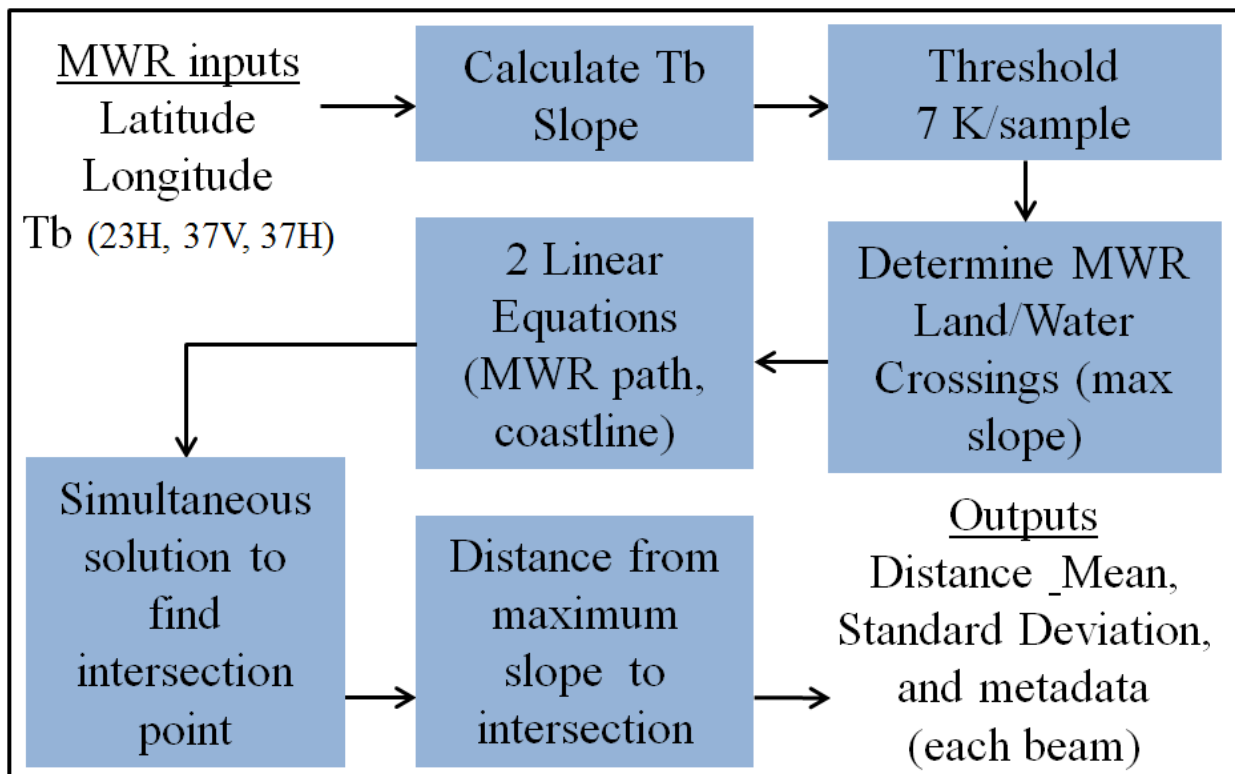 MWR inputs
Latitude
Longitude
Tb (23H, 37V, 37H)
Calculate Tb
Slope
Threshold
7 K/sample
Determine MWR
Land/Water
Crossings (max
slope)
2 Linear
Equations
(MWR path,
coastline)
Simultaneous
solution to
find
intersection
point
Distance from
maximum
slope to
intersection
Outputs
Distance _Mean,
Standard Deviation,
and metadata
(each beam)